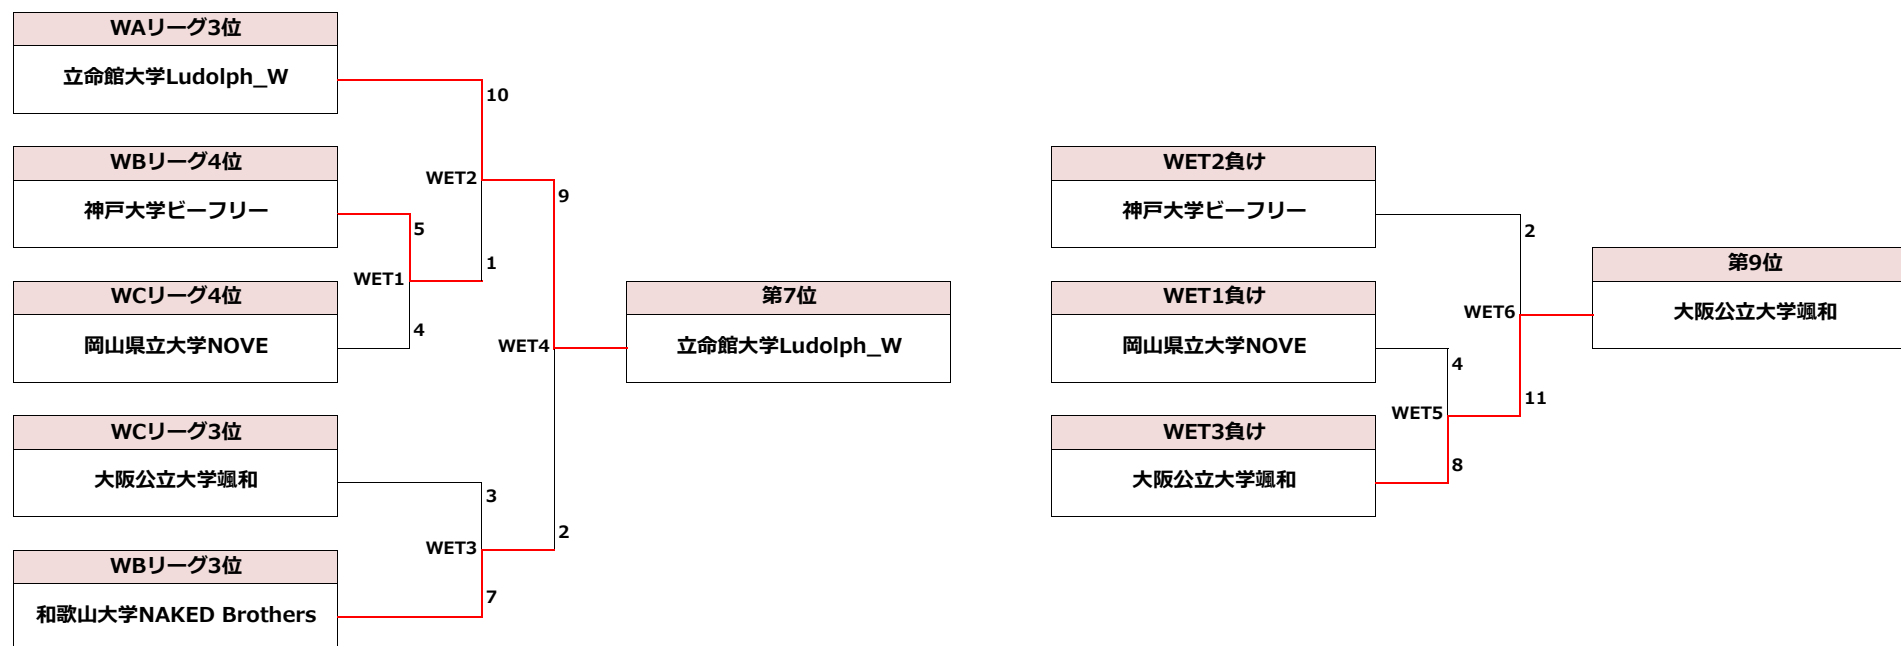 WAリーグ3位
立命館大学Ludolph_W
10
WBリーグ4位
神戸大学ビーフリー
WET2
9
5
WET1
1
WCリーグ4位
岡山県立大学NOVE
4
WET4
第7位
立命館大学Ludolph_W
WCリーグ3位
大阪公立大学颯和
3
WET3
2
WBリーグ3位
和歌山大学NAKED Brothers
7
WET2負け
神戸大学ビーフリー
2
WET1負け
岡山県立大学NOVE
WET6
4
WET5
11
WET3負け
大阪公立大学颯和
8
第9位
大阪公立大学颯和